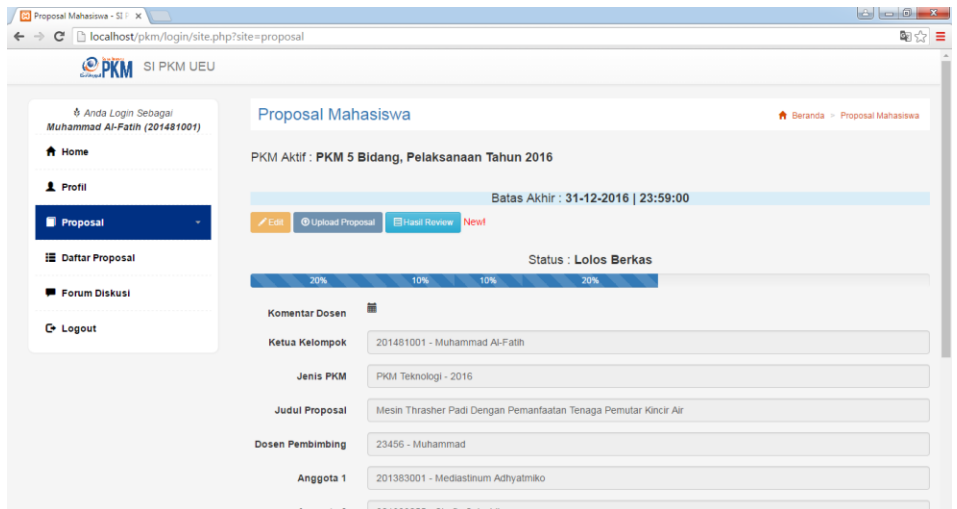 Proposal Mahasiswa - SI P
localhost/pkm/login/site.php?site=proposal
PKM SI PKM UEU
Anda Login Sebagai
Muhammad Al-Fatih (201481001)
Home
Profil
Proposal
Daftar Proposal
Forum Diskusi
Logout
Proposal Mahasiswa
Beranda > Proposal Mahasiswa
PKM Aktif : PKM 5 Bidang, Pelaksanaan Tahun 2016
Batas Akhir : 31-12-2016 | 23:59:00
Edit Upload Proposal Hasil Review New!
Status : Lolos Berkas
20% 10% 10% 20%
Komentar Dosen
Ketua Kelompok 201481001 - Muhammad Al-Fatih
Jenis PKM PKM Teknologi - 2016
Judul Proposal Mesin Thrasher Padi Dengan Pemanfaatan Tenaga Pemutar Kincir Air
Dosen Pembimbing 23456 - Muhammad
Anggota 1 201383001 - Mediastinum Adhyatmiko